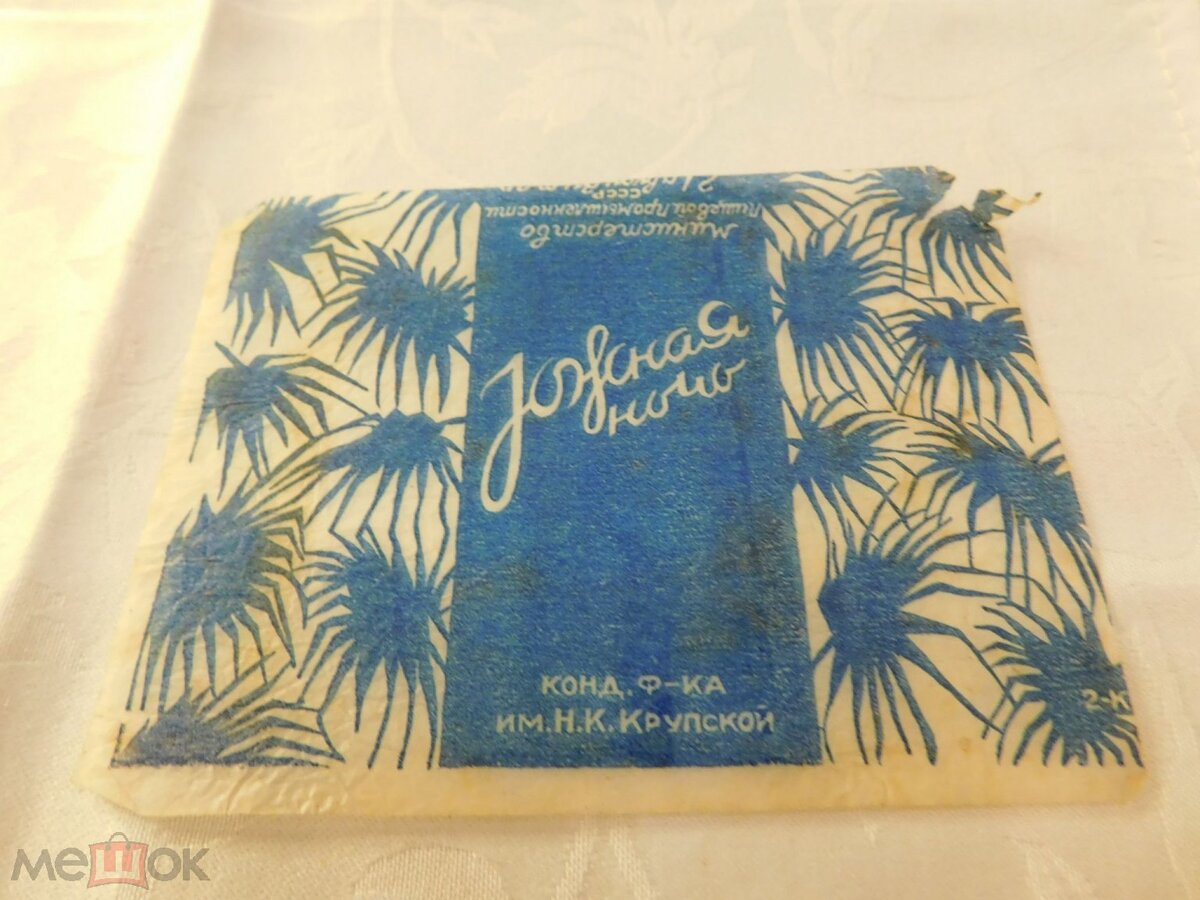 Министерство
Пищевой Промышленности
СССР
Южная
ночь
КОНД. Ф-КА
ИМ. Н.К. КРУПСКОЙ
2-К
мешок